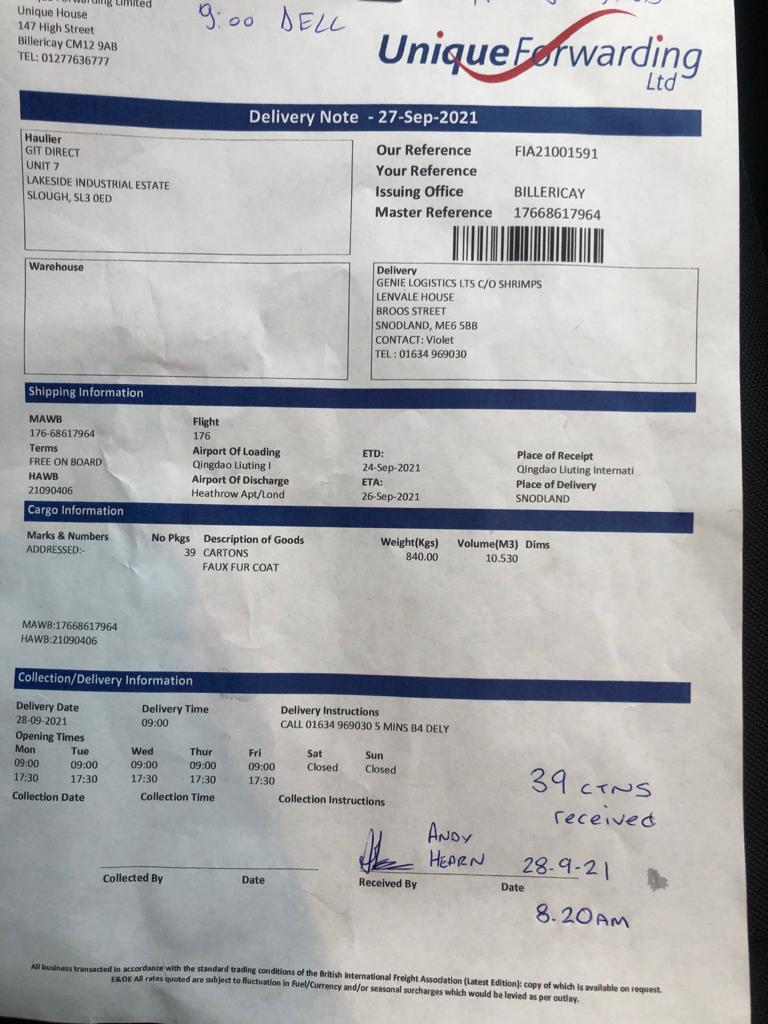 Limited
Unique House
147 High Street
Billericay CM12 9AB
TEL: 01277636777
9:00 DELL
UniqueForwarding
Ltd
Delivery Note - 27-Sep-2021
Haulier
GIT DIRECT
UNIT 7
LAKESIDE INDUSTRIAL ESTATE
SLOUGH, SL3 0ED
Our Reference FIA21001591
Your Reference
Issuing Office BILLERICAY
Master Reference 17668617964
Warehouse
Delivery
GENIE LOGISTICS LTS C/O SHRIMPS
LENVALE HOUSE
BROOS STREET
SNODLAND, ME6 5BB
CONTACT: Violet
TEL : 01634 969030
Shipping Information
MAWB Flight
176-68617964 176
Terms Airport Of Loading ETD: Place of Receipt
FREE ON BOARD Qingdao Liuting I 24-Sep-2021 Qingdao Liuting Internati
HAWB Airport Of Discharge ETA: Place of Delivery
21090406 Heathrow Apt/Lond 26-Sep-2021 SNODLAND
Cargo Information
Marks & Numbers No Pkgs Description of Goods Weight(Kgs) Volume(M3) Dims
ADDRESSED:- 39 CARTONS 840.00 10.530
FAUX FUR COAT
MAWB:17668617964
HAWB:21090406
Collection/Delivery Information
Delivery Date Delivery Time Delivery Instructions
28-09-2021 09:00 CALL 01634 969030 5 MINS B4 DELY
Opening Times
Mon Tue Wed Thur Fri Sat Sun
09:00 09:00 09:00 09:00 09:00 Closed Closed
17:30 17:30 17:30 17:30 17:30
Collection Date Collection Time Collection Instructions
39 CTNS
received
ANDY
HEARN 28-9-21
Collected By Date Received By Date
8.20AM
All business transacted in accordance with the standard trading conditions of the British International Freight Association (Latest Edition): copy of which is available on request.
E&OE All rates quoted are subject to fluctuation in Fuel/Currency and/or seasonal surcharges which would be levied as per outlay.